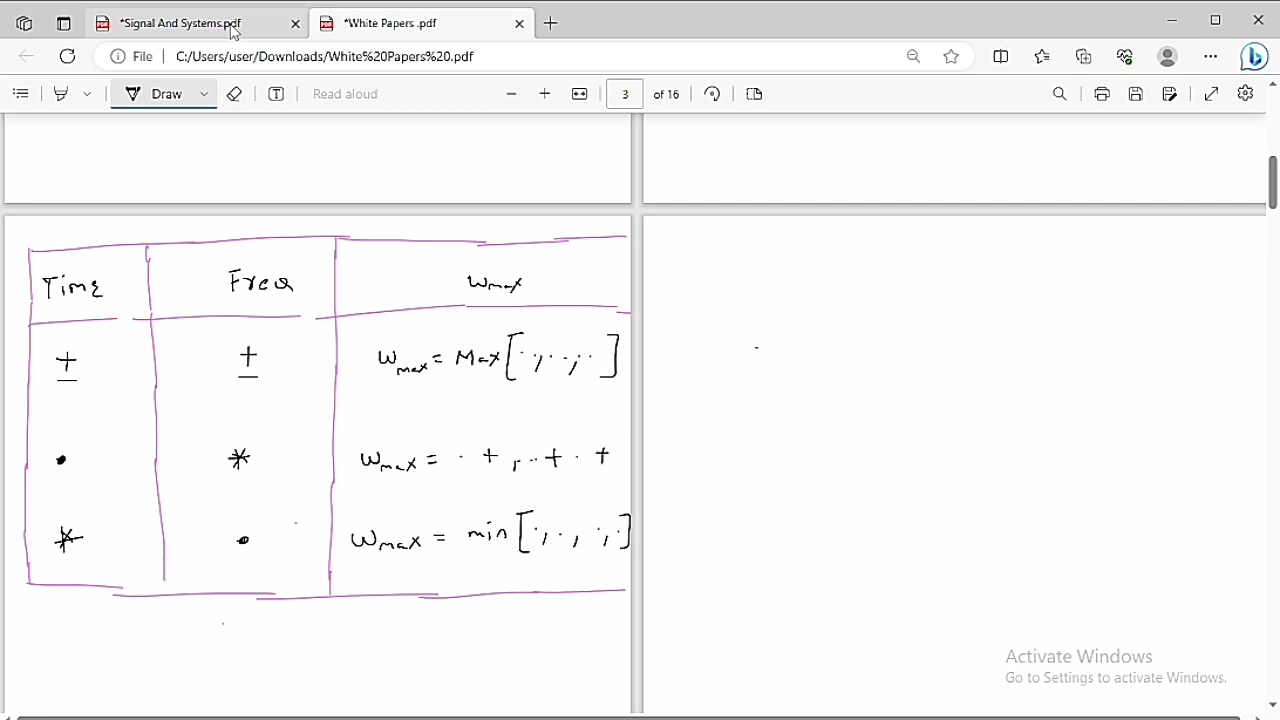 *Signal And Systems.pdf
*White Papers .pdf
File
C:/Users/user/Downloads/White%20Papers%20.pdf
Draw
Read aloud
3 of 16
Time Freq ωmax
± ± ωmax = Max[·, ··, ··]
• * ωmax = · + ,·· + · +
* • ωmax = min[·, ·, ·, ·]
Activate Windows
Go to Settings to activate Windows.